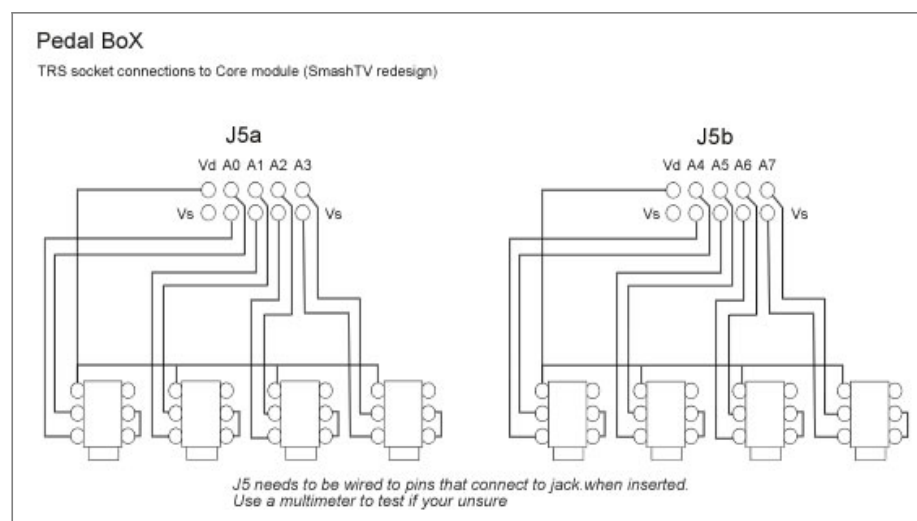 Pedal BoX
TRS socket connections to Core module (SmashTV redesign)
J5a
J5b
Vd A0 A1 A2 A3
Vd A4 A5 A6 A7
Vs Vs
Vs Vs
J5 needs to be wired to pins that connect to jack.when inserted.
Use a multimeter to test if your unsure